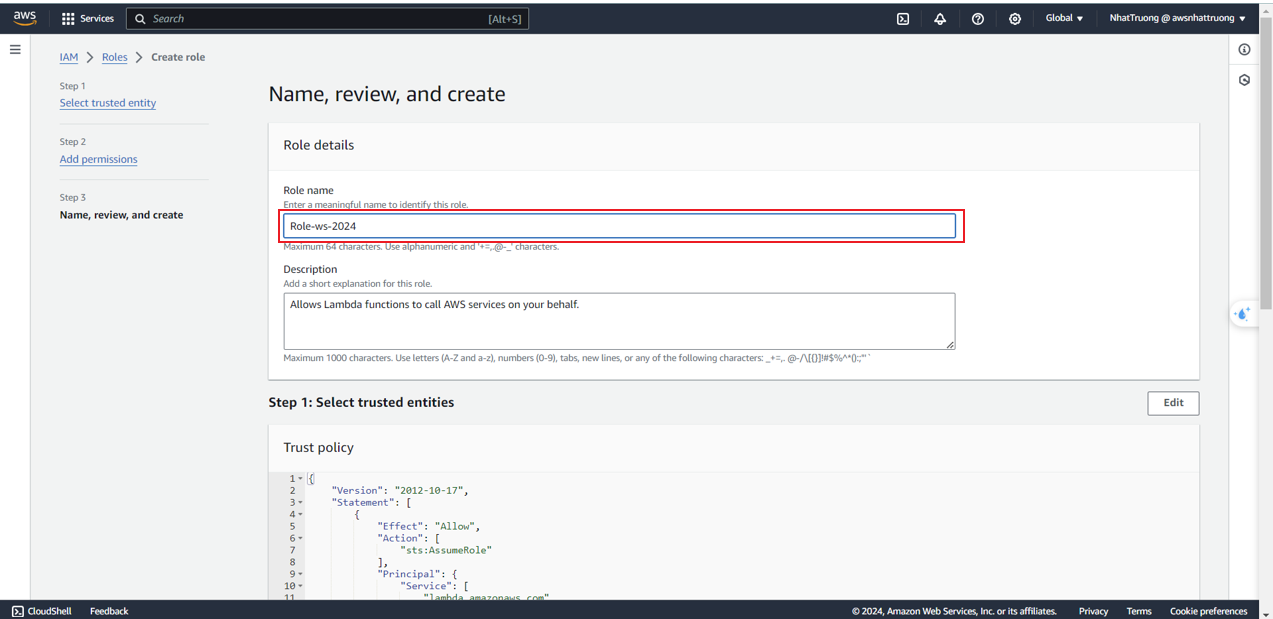 aws
Services
Search
[Alt+S]
Global
NhatTruong @ awsnhattruong
IAM
Roles
Create role
Step 1
Select trusted entity
Step 2
Add permissions
Step 3
Name, review, and create
Name, review, and create
Role details
Role name
Enter a meaningful name to identify this role.
Role-ws-2024
Maximum 64 characters. Use alphanumeric and '+=,.@-_' characters.
Description
Add a short explanation for this role.
Allows Lambda functions to call AWS services on your behalf.
Maximum 1000 characters. Use letters (A-Z and a-z), numbers (0-9), tabs, new lines, or any of the following characters: _+=,. @-/\[{}]!#$%^*();:"'`
Step 1: Select trusted entities
Edit
Trust policy
1 {
2 "Version": "2012-10-17",
3 "Statement": [
4 {
5 "Effect": "Allow",
6 "Action": [
7 "sts:AssumeRole"
8 ],
9 "Principal": {
10 "Service": [
11 "lambda.amazonaws.com"
CloudShell
Feedback
© 2024, Amazon Web Services, Inc. or its affiliates.
Privacy
Terms
Cookie preferences